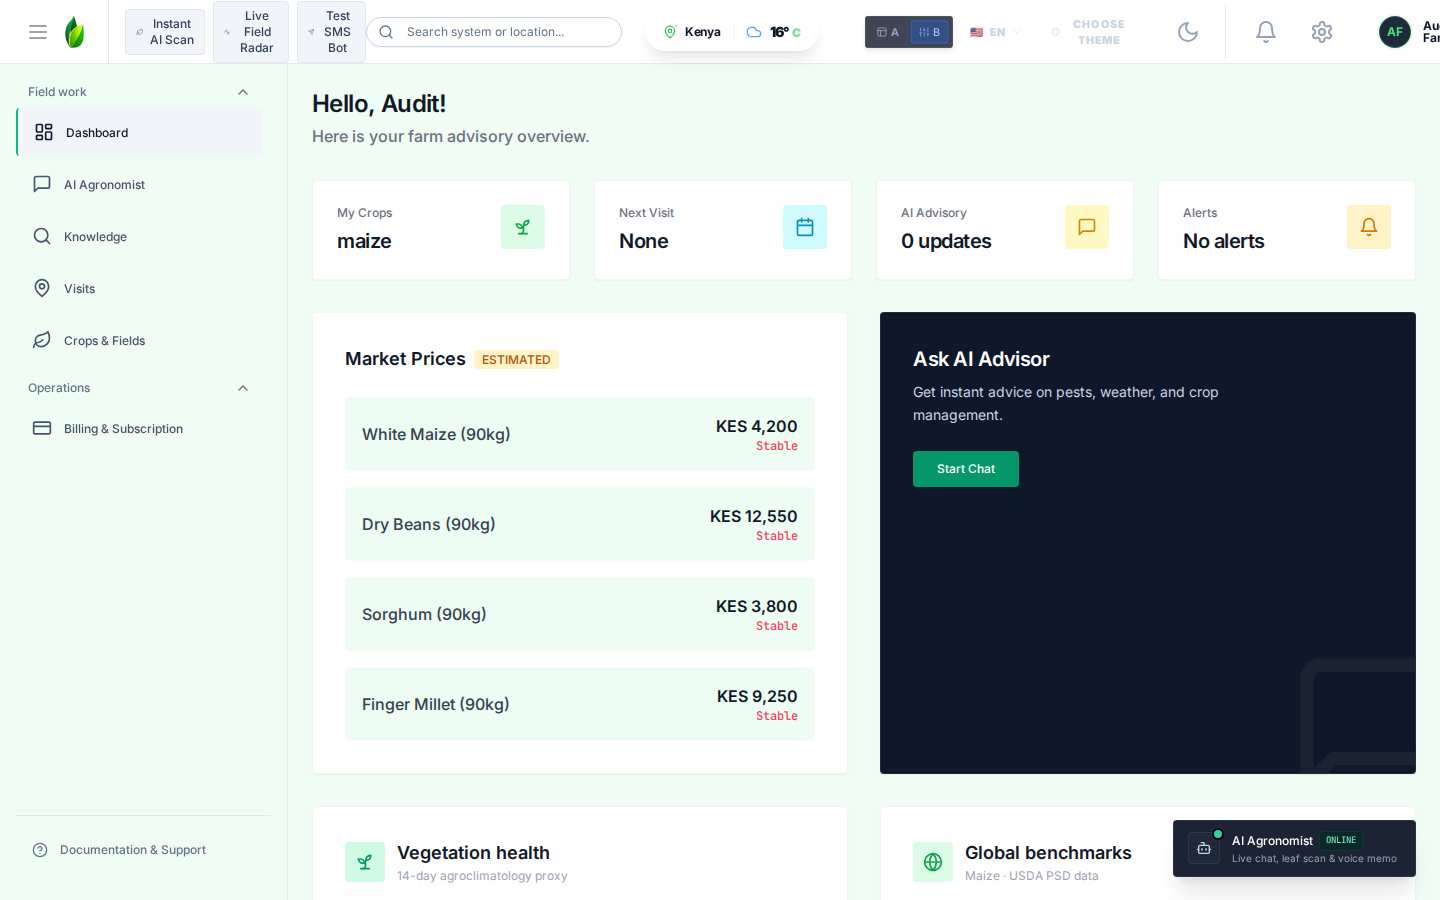 Instant
AI Scan
Live
Field
Radar
Test
SMS
Bot
Search system or location...
Kenya
16° C
A
B
🇺🇸 EN
CHOOSE
THEME
AF
Field work
Dashboard
AI Agronomist
Knowledge
Visits
Crops & Fields
Operations
Billing & Subscription
Documentation & Support
Hello, Audit!
Here is your farm advisory overview.
My Crops
maize
Next Visit
None
AI Advisory
0 updates
Alerts
No alerts
Market Prices ESTIMATED
White Maize (90kg)
KES 4,200
Stable
Dry Beans (90kg)
KES 12,550
Stable
Sorghum (90kg)
KES 3,800
Stable
Finger Millet (90kg)
KES 9,250
Stable
Ask AI Advisor
Get instant advice on pests, weather, and crop
management.
Start Chat
Vegetation health
14-day agroclimatology proxy
Global benchmarks
Maize · USDA PSD data
AI Agronomist ONLINE
Live chat, leaf scan & voice memo